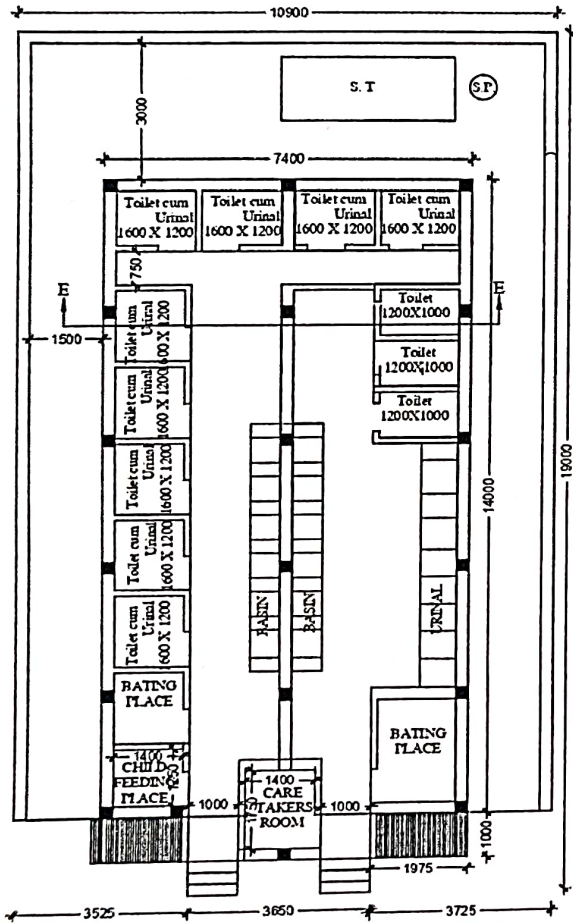 10900
S. T
S.P.
3000
7400
Toilet cum
Urinal
1600 X 1200
Toilet cum
Urinal
1600 X 1200
Toilet cum
Urinal
1600 X 1200
Toilet cum
Urinal
1600 X 1200
750
E
E
1500
Toilet cum
Urinal
1600 X 1200
Toilet
1200X1000
Toilet
1200X1000
Toilet
1200X1000
Toilet cum
Urinal
1600 X 1200
Toilet cum
Urinal
1600 X 1200
Toilet cum
Urinal
1600 X 1200
Toilet cum
Urinal
1600 X 1200
BASIN
BASIN
URINAL
14000
19000
BATING
PLACE
BATING
PLACE
1400
1250
CHILD
FEEDING
PLACE
1400
CARE
TAKERS
ROOM
1000
1000
1000
1975
3525
3650
3725